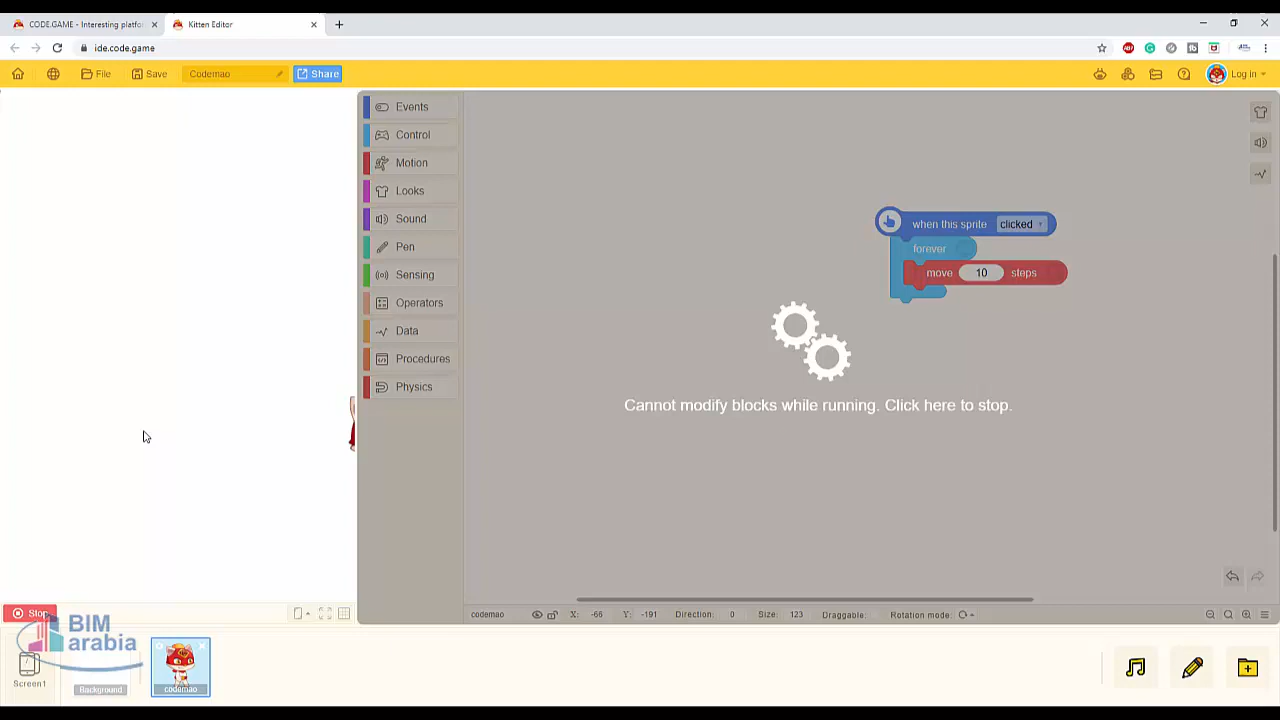 CODE.GAME - Interesting platfo
Kitten Editor
ide.code.game
File
Save
Codemao
Share
Log in
Events
Control
Motion
Looks
Sound
Pen
Sensing
Operators
Data
Procedures
Physics
when this sprite clicked
forever
move 10 steps
Cannot modify blocks while running. Click here to stop.
Stop
codemao
X: -66
Y: -191
Direction: 0
Size: 123
Draggable:
Rotation mode:
BIM
arabia
Screen1
Background
codemao